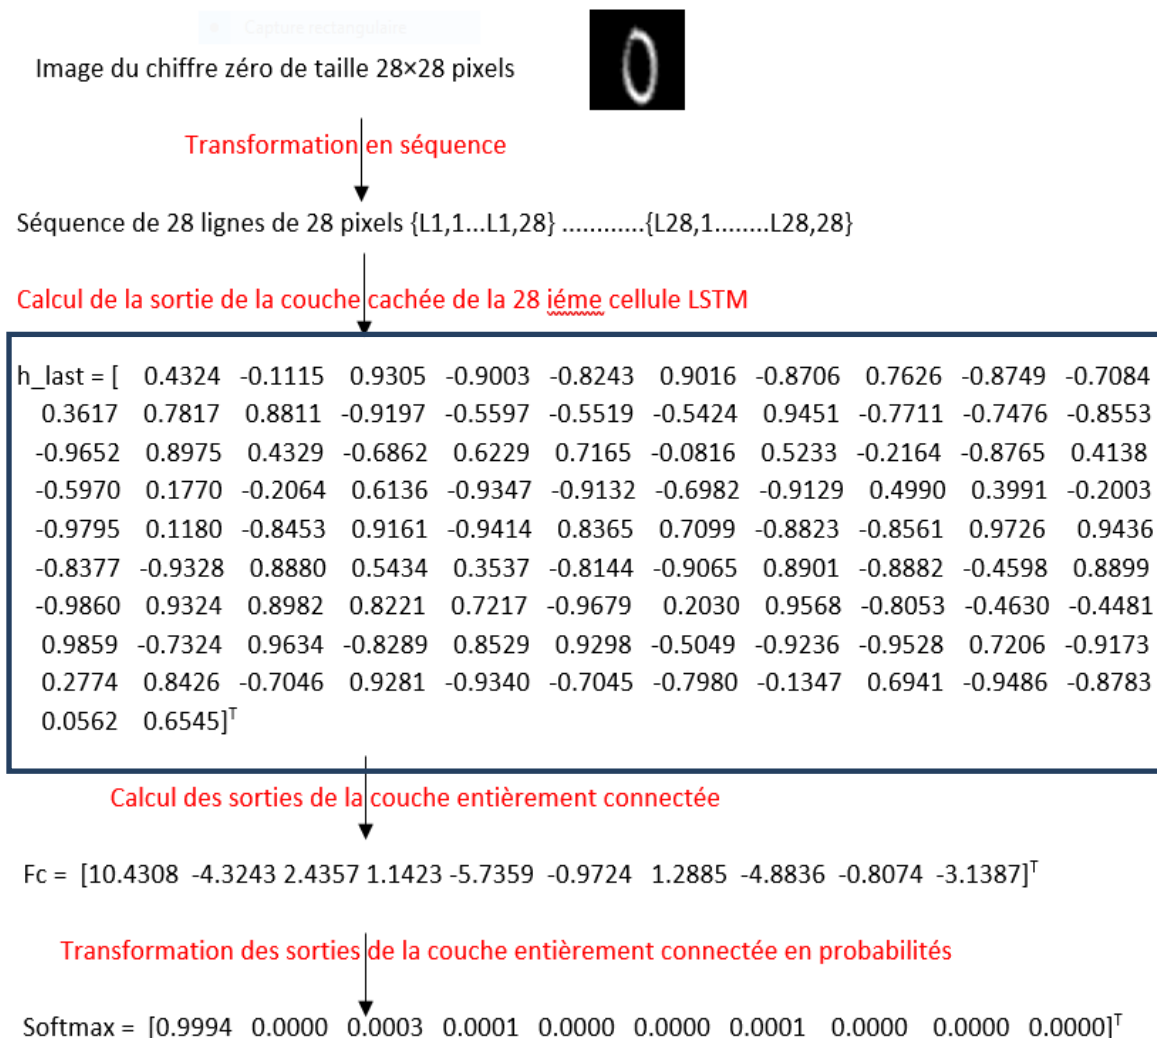 Capture rectangulaire
Image du chiffre zéro de taille 28×28 pixels
Transformation en séquence
Séquence de 28 lignes de 28 pixels {L1,1...L1,28} ............{L28,1........L28,28}
Calcul de la sortie de la couche cachée de la 28 iéme cellule LSTM
h_last = [ 0.4324 -0.1115 0.9305 -0.9003 -0.8243 0.9016 -0.8706 0.7626 -0.8749 -0.7084
0.3617 0.7817 0.8811 -0.9197 -0.5597 -0.5519 -0.5424 0.9451 -0.7711 -0.7476 -0.8553
-0.9652 0.8975 0.4329 -0.6862 0.6229 0.7165 -0.0816 0.5233 -0.2164 -0.8765 0.4138
-0.5970 0.1770 -0.2064 0.6136 -0.9347 -0.9132 -0.6982 -0.9129 0.4990 0.3991 -0.2003
-0.9795 0.1180 -0.8453 0.9161 -0.9414 0.8365 0.7099 -0.8823 -0.8561 0.9726 0.9436
-0.8377 -0.9328 0.8880 0.5434 0.3537 -0.8144 -0.9065 0.8901 -0.8882 -0.4598 0.8899
-0.9860 0.9324 0.8982 0.8221 0.7217 -0.9679 0.2030 0.9568 -0.8053 -0.4630 -0.4481
0.9859 -0.7324 0.9634 -0.8289 0.8529 0.9298 -0.5049 -0.9236 -0.9528 0.7206 -0.9173
0.2774 0.8426 -0.7046 0.9281 -0.9340 -0.7045 -0.7980 -0.1347 0.6941 -0.9486 -0.8783
0.0562 0.6545]ᵀ
Calcul des sorties de la couche entièrement connectée
Fc = [10.4308 -4.3243 2.4357 1.1423 -5.7359 -0.9724 1.2885 -4.8836 -0.8074 -3.1387]ᵀ
Transformation des sorties de la couche entièrement connectée en probabilités
Softmax = [0.9994 0.0000 0.0003 0.0001 0.0000 0.0000 0.0001 0.0000 0.0000 0.0000]ᵀ